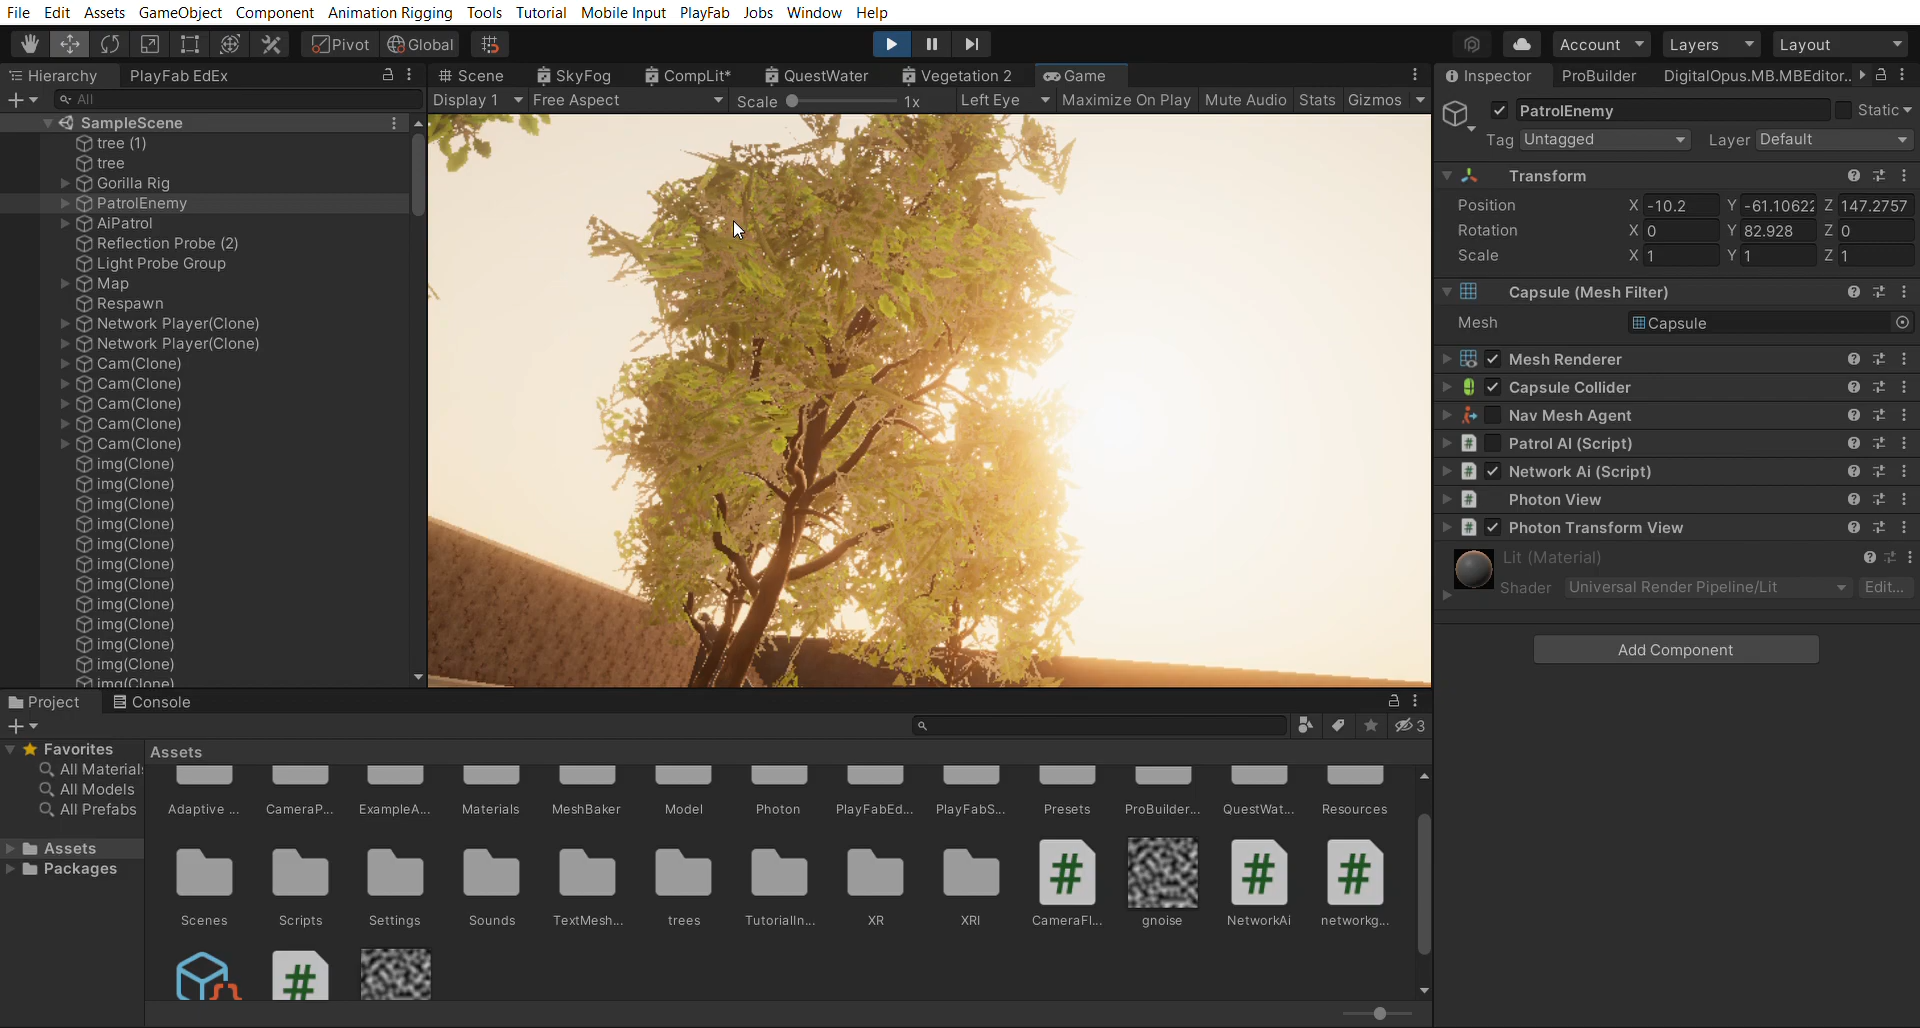 File Edit Assets GameObject Component Animation Rigging Tools Tutorial Mobile Input PlayFab Jobs Window Help
Pivot Global Account Layers Layout
Hierarchy PlayFab EdEx Scene SkyFog CompLit* QuestWater Vegetation 2 Game Inspector ProBuilder DigitalOpus.MB.MBEditor..
All Display 1 Free Aspect Scale 1x Left Eye Maximize On Play Mute Audio Stats Gizmos
SampleScene
tree (1)
tree
Gorilla Rig
PatrolEnemy
AiPatrol
Reflection Probe (2)
Light Probe Group
Map
Respawn
Network Player(Clone)
Network Player(Clone)
Cam(Clone)
Cam(Clone)
Cam(Clone)
Cam(Clone)
Cam(Clone)
img(Clone)
img(Clone)
img(Clone)
img(Clone)
img(Clone)
img(Clone)
img(Clone)
img(Clone)
img(Clone)
img(Clone)
img(Clone)
img(Clone)
PatrolEnemy Static
Tag Untagged Layer Default
Transform
Position X -10.2 Y -61.10622 Z 147.2757
Rotation X 0 Y 82.928 Z 0
Scale X 1 Y 1 Z 1
Capsule (Mesh Filter)
Mesh Capsule
Mesh Renderer
Capsule Collider
Nav Mesh Agent
Patrol AI (Script)
Network Ai (Script)
Photon View
Photon Transform View
Lit (Material)
Shader Universal Render Pipeline/Lit Edit...
Add Component
Project Console
3
Favorites
All Material
All Models
All Prefabs
Assets
Packages
Assets
Adaptive ... CameraP... ExampleA... Materials MeshBaker Model Photon PlayFabEd... PlayFabS... Presets ProBuilder... QuestWat... Resources
Scenes Scripts Settings Sounds TextMesh... trees TutorialIn... XR XRI CameraFl... gnoise NetworkAi networkg...